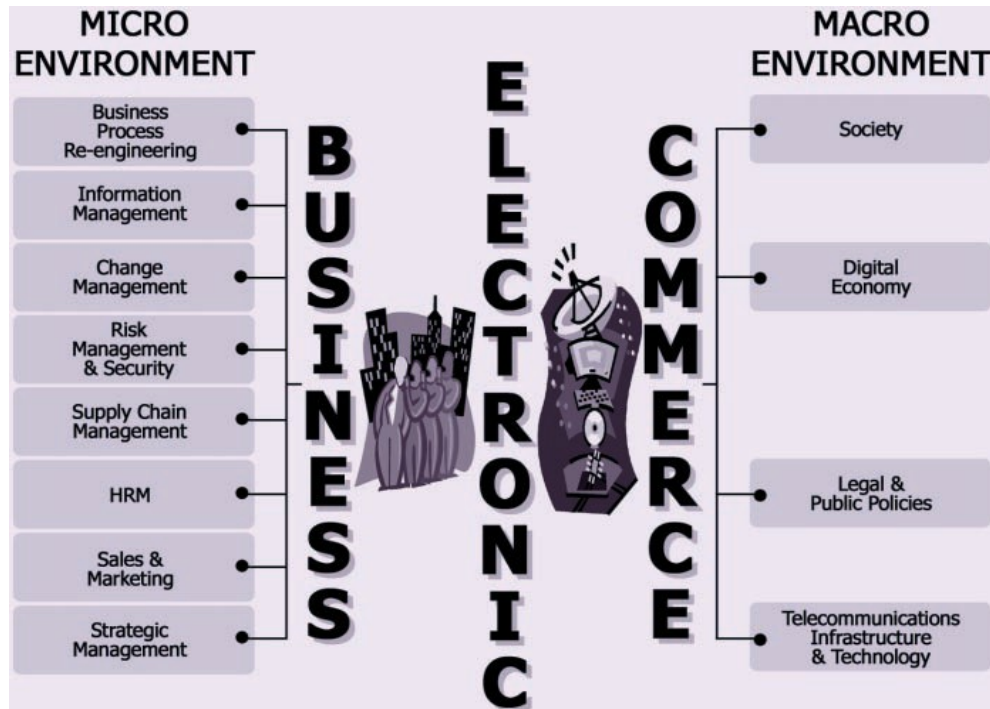 MICRO
ENVIRONMENT
Business
Process
Re-engineering
Information
Management
Change
Management
Risk
Management
& Security
Supply Chain
Management
HRM
Sales &
Marketing
Strategic
Management
BUSINESS
ELECTRONIC
COMMERCE
MACRO
ENVIRONMENT
Society
Digital
Economy
Legal &
Public Policies
Telecommunications
Infrastructure
& Technology